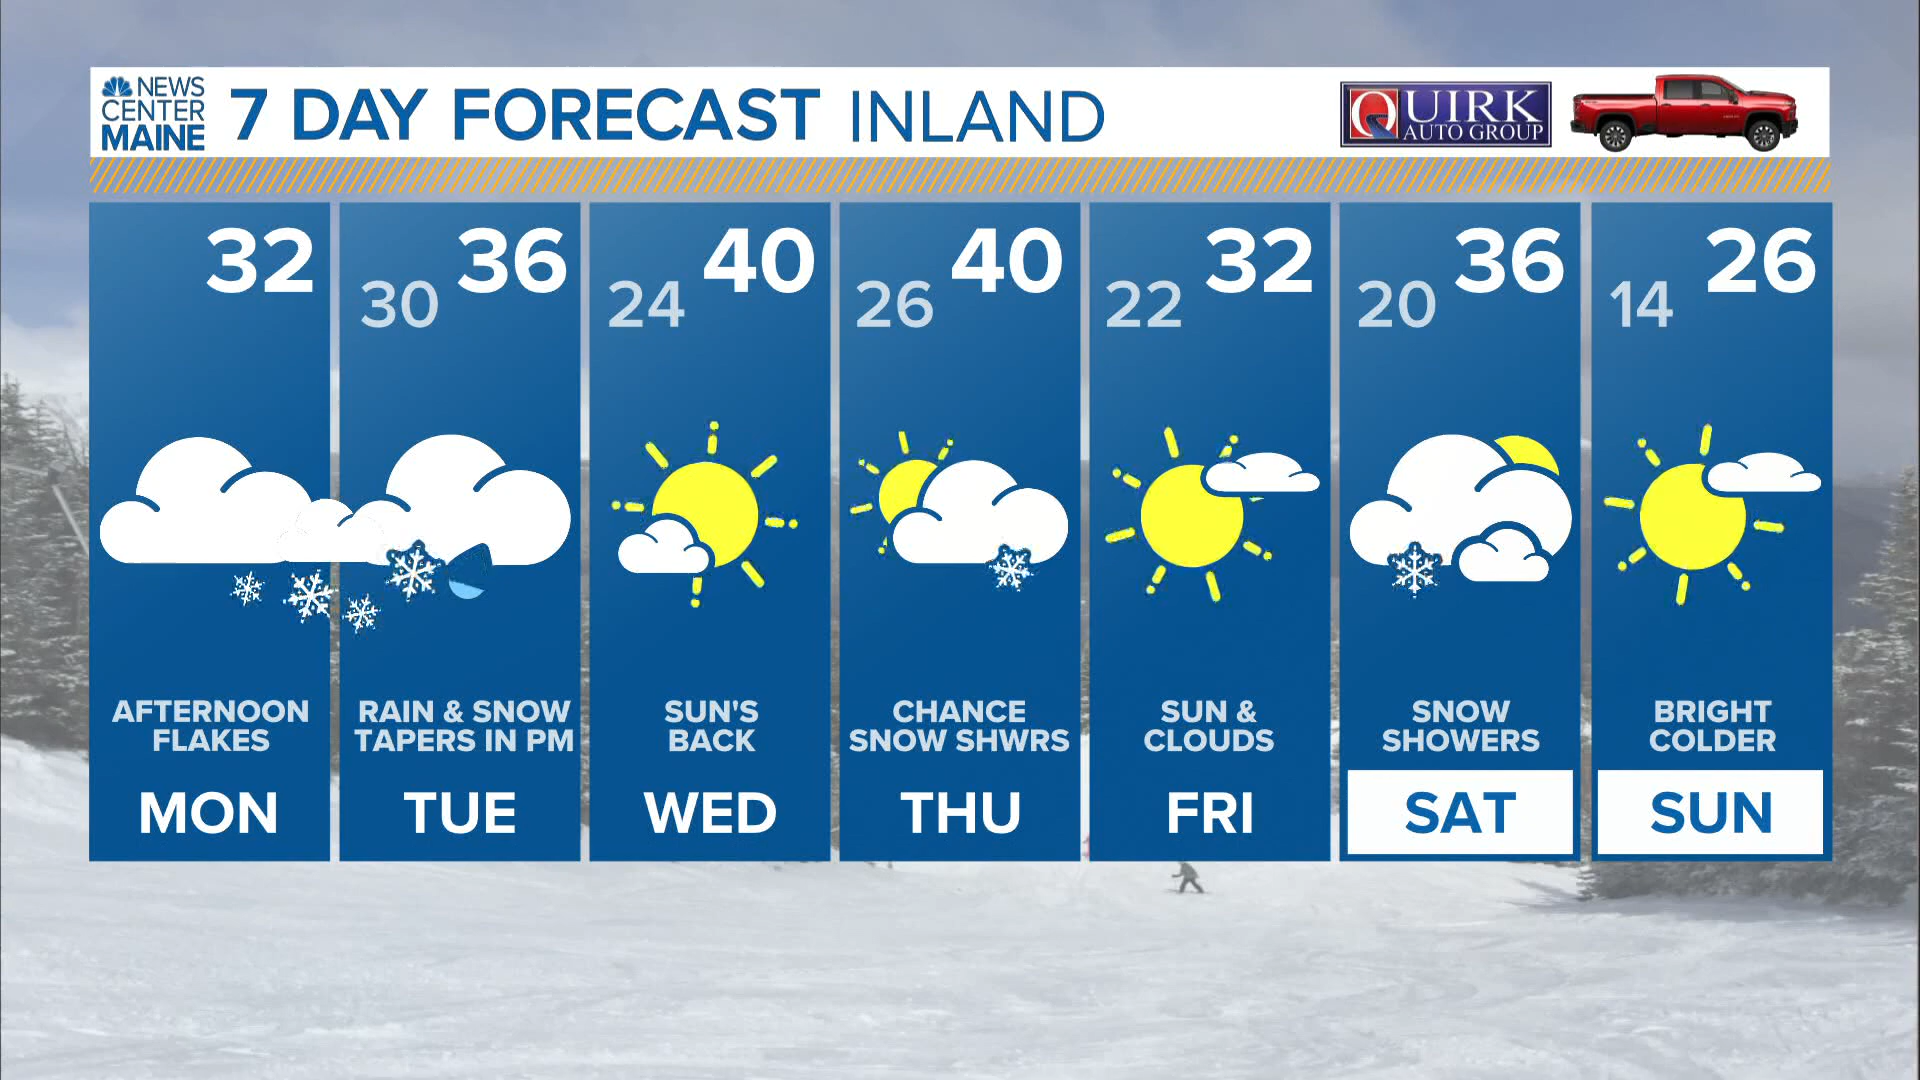 NEWS
CENTER
MAINE
7 DAY FORECAST INLAND
QUIRK
AUTO GROUP
32
30 36
24 40
26 40
22 32
20 36
14 26
AFTERNOON
FLAKES
RAIN & SNOW
TAPERS IN PM
SUN'S
BACK
CHANCE
SNOW SHWRS
SUN &
CLOUDS
SNOW
SHOWERS
BRIGHT
COLDER
MON
TUE
WED
THU
FRI
SAT
SUN